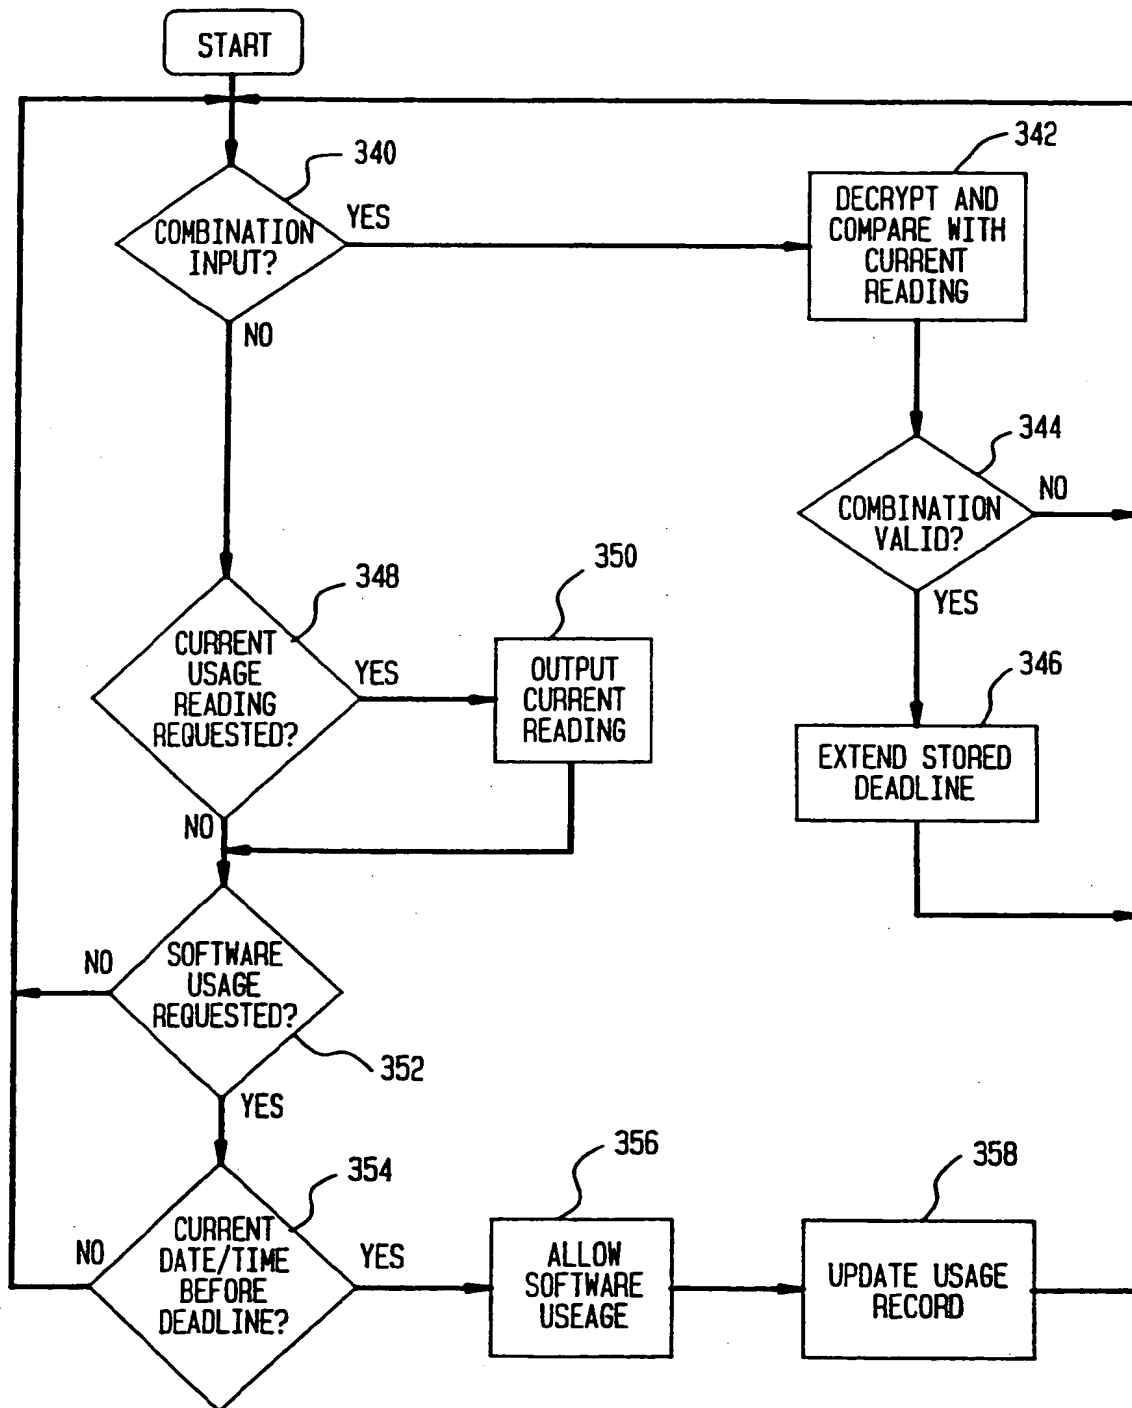 START
340
COMBINATION
INPUT?
YES
NO
342
DECRYPT AND
COMPARE WITH
CURRENT
READING
344
COMBINATION
VALID?
NO
YES
346
EXTEND STORED
DEADLINE
348
CURRENT
USAGE
READING
REQUESTED?
YES
NO
350
OUTPUT
CURRENT
READING
SOFTWARE
USAGE
REQUESTED?
NO
352
YES
354
CURRENT
DATE/TIME
BEFORE
DEADLINE?
NO
YES
356
ALLOW
SOFTWARE
USEAGE
358
UPDATE USAGE
RECORD